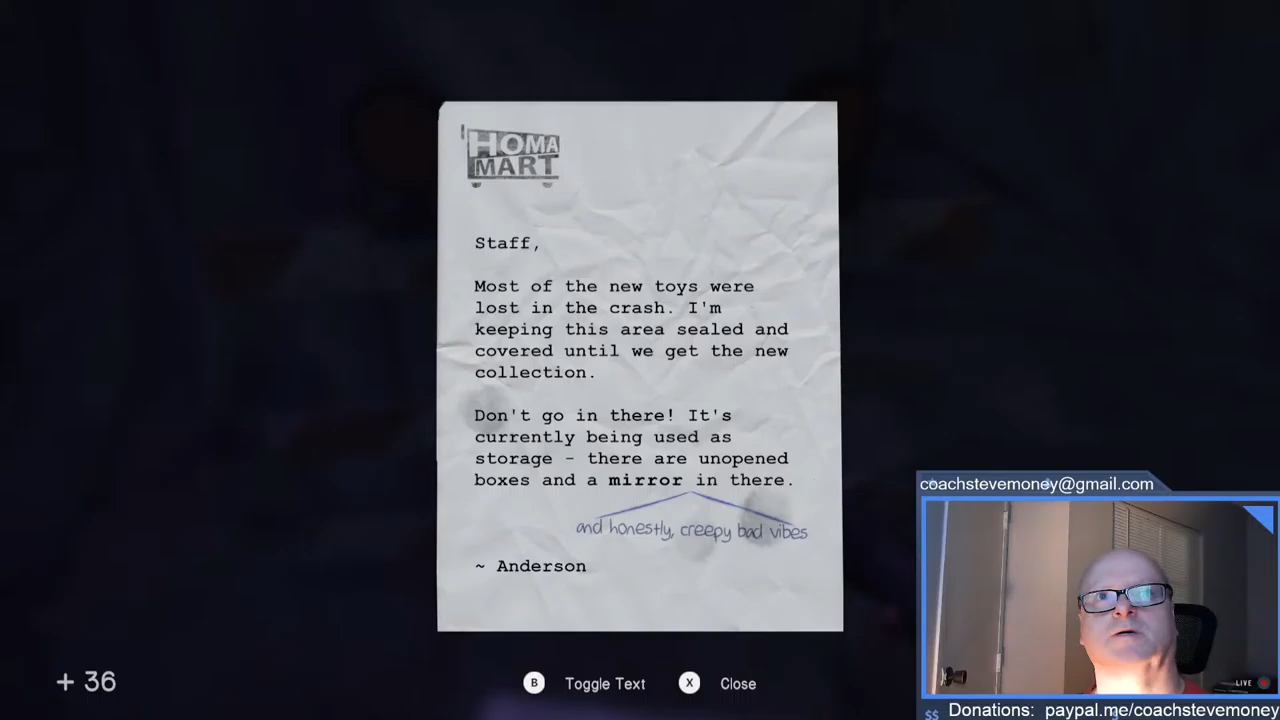 HOMA
MART
Staff,
Most of the new toys were
lost in the crash. I'm
keeping this area sealed and
covered until we get the new
collection.
Don't go in there! It's
currently being used as
storage - there are unopened
boxes and a mirror in there.
and honestly, creepy bad vibes
~ Anderson
+ 36
B Toggle Text X Close
coachstevemoney@gmail.com
LIVE
$$ Donations: paypal.me/coachstevemoney